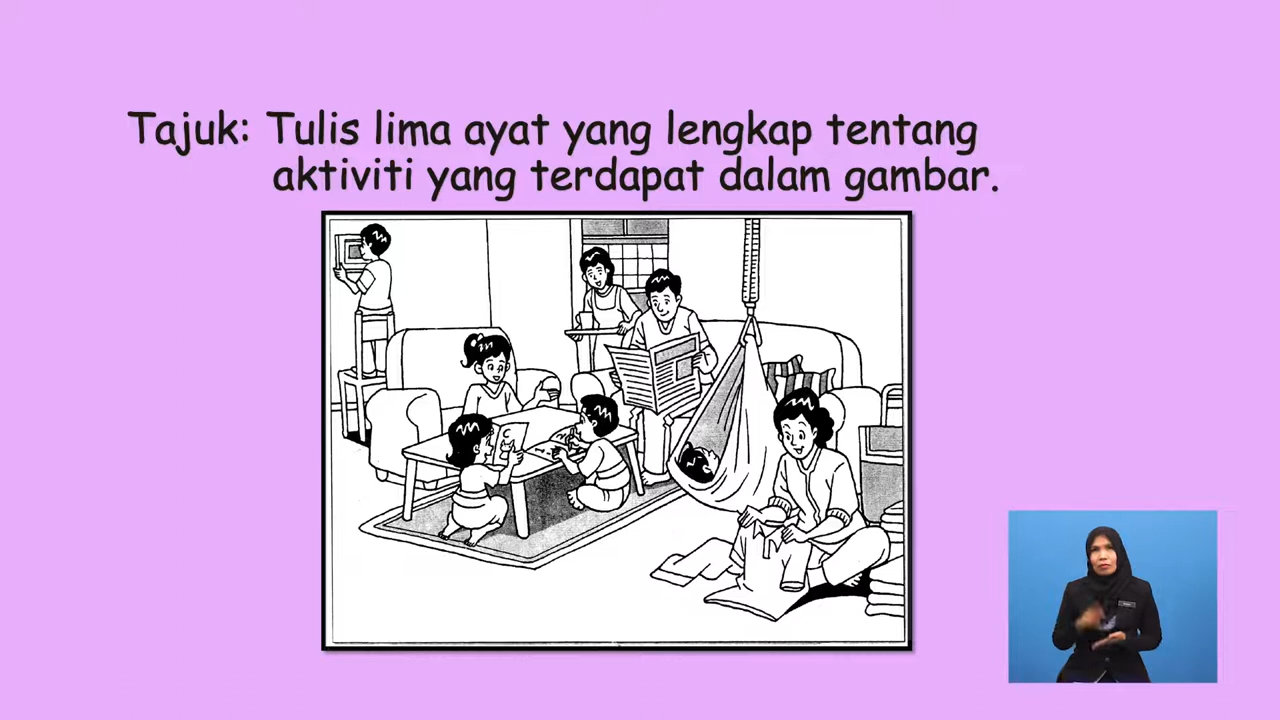 Tajuk: Tulis lima ayat yang lengkap tentang
aktiviti yang terdapat dalam gambar.